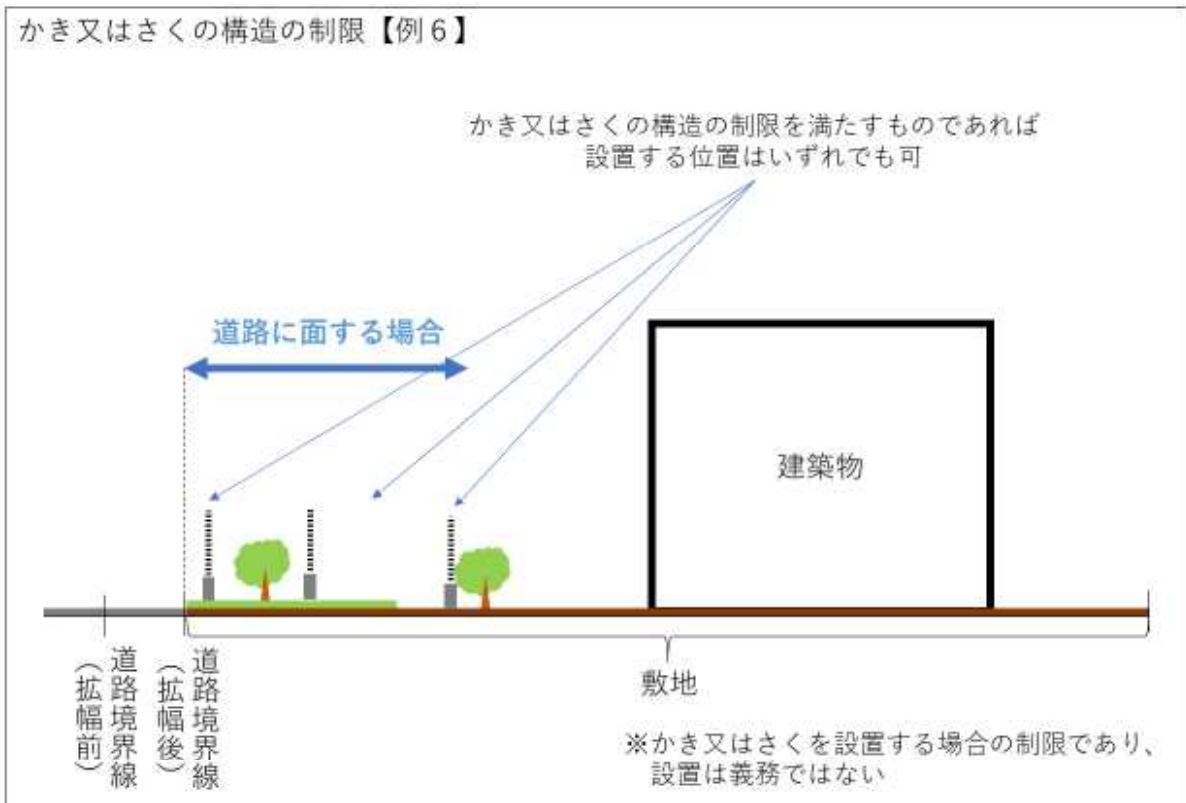 かき又はさくの構造の制限【例６】
かき又はさくの構造の制限を満たすものであれば
設置する位置はいずれでも可
道路に面する場合
建築物
道路境界線
（拡幅前）
道路境界線
（拡幅後）
敷地
※かき又はさくを設置する場合の制限であり、
設置は義務ではない